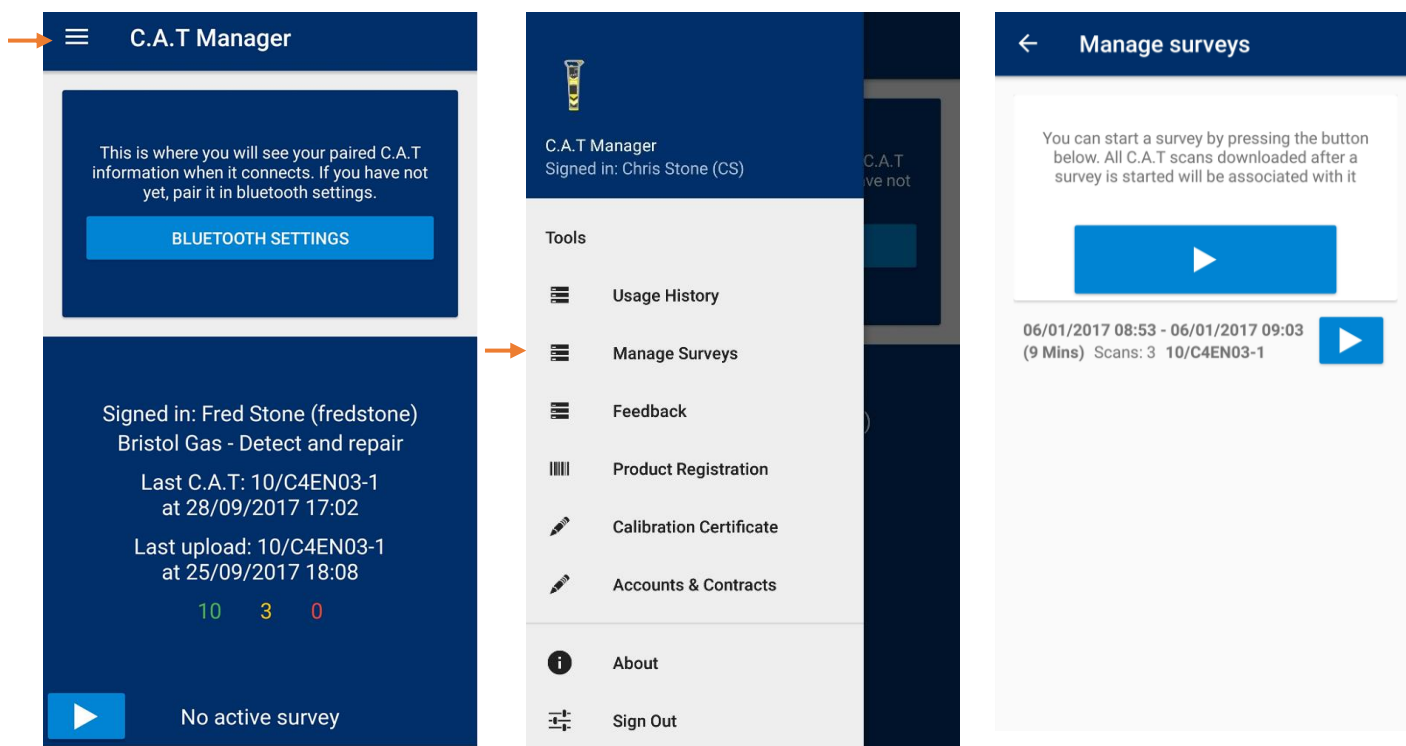 C.A.T Manager
This is where you will see your paired C.A.T
information when it connects. If you have not
yet, pair it in bluetooth settings.
BLUETOOTH SETTINGS
Signed in: Fred Stone (fredstone)
Bristol Gas - Detect and repair
Last C.A.T: 10/C4EN03-1
at 28/09/2017 17:02
Last upload: 10/C4EN03-1
at 25/09/2017 18:08
10 3 0
No active survey
C.A.T Manager
Signed in: Chris Stone (CS)
C.A.T
ve not
Tools
Usage History
Manage Surveys
Feedback
Product Registration
Calibration Certificate
Accounts & Contracts
)
About
Sign Out
Manage surveys
You can start a survey by pressing the button
below. All C.A.T scans downloaded after a
survey is started will be associated with it
06/01/2017 08:53 - 06/01/2017 09:03
(9 Mins) Scans: 3 10/C4EN03-1